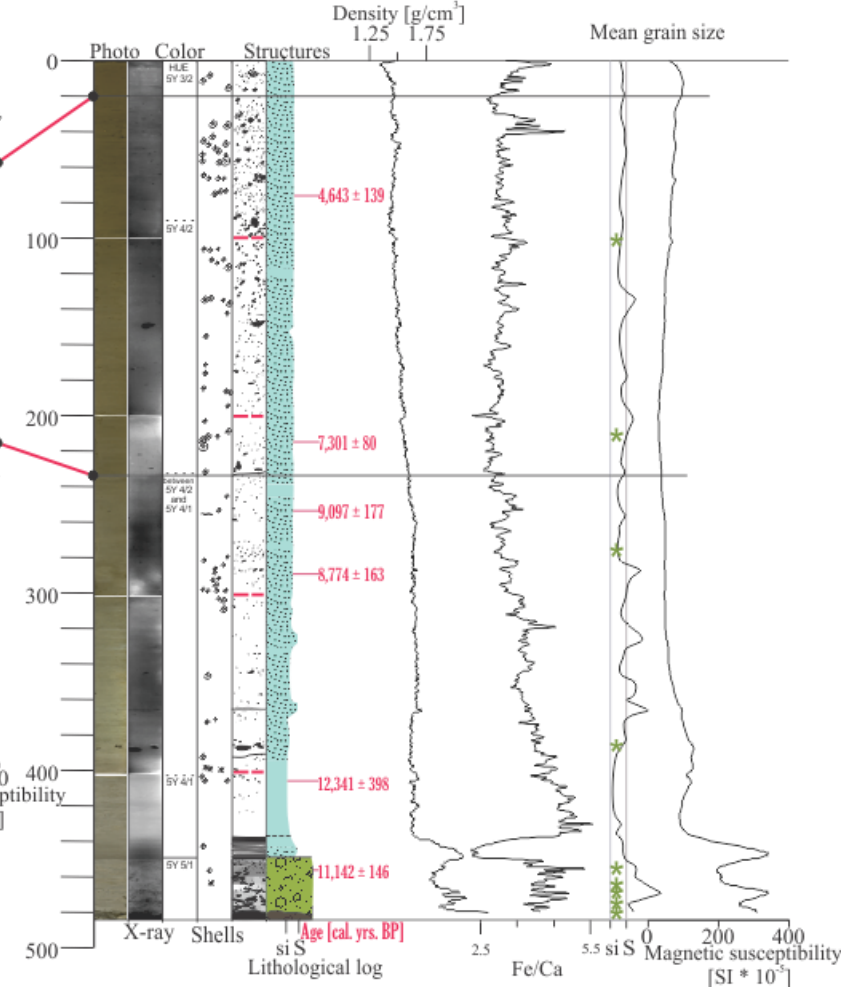 Density [g/cm³]
1.25 1.75
Mean grain size
Photo Color Structures
0
HUE
5Y 3/2
4,643 ± 139
5Y 4/2
100
200
7,301 ± 80
between
5Y 4/2
and
5Y 4/1
9,097 ± 177
8,774 ± 163
300
400
0
5Y 4/1
12,341 ± 398
ptibility
]
5Y 5/1
11,142 ± 146
X-ray Shells Age [cal. yrs. BP]
500
si S
2.5 5.5 si S 0 200 400
Lithological log
Fe/Ca
Magnetic susceptibility
[SI * 10⁻⁵]